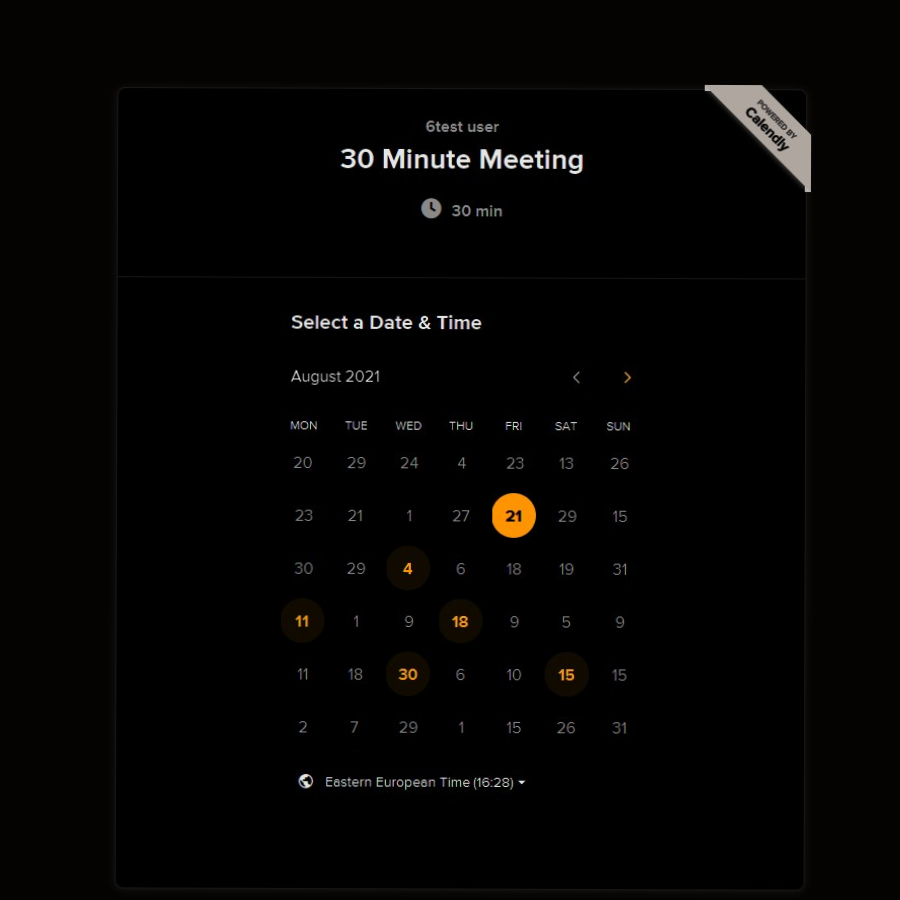 POWERED BY
Calendly
6test user
30 Minute Meeting
30 min
Select a Date & Time
August 2021
MON TUE WED THU FRI SAT SUN
20 29 24 4 23 13 26
23 21 1 27 21 29 15
30 29 4 6 18 19 31
11 1 9 18 9 5 9
11 18 30 6 10 15 15
2 7 29 1 15 26 31
Eastern European Time (16:28)